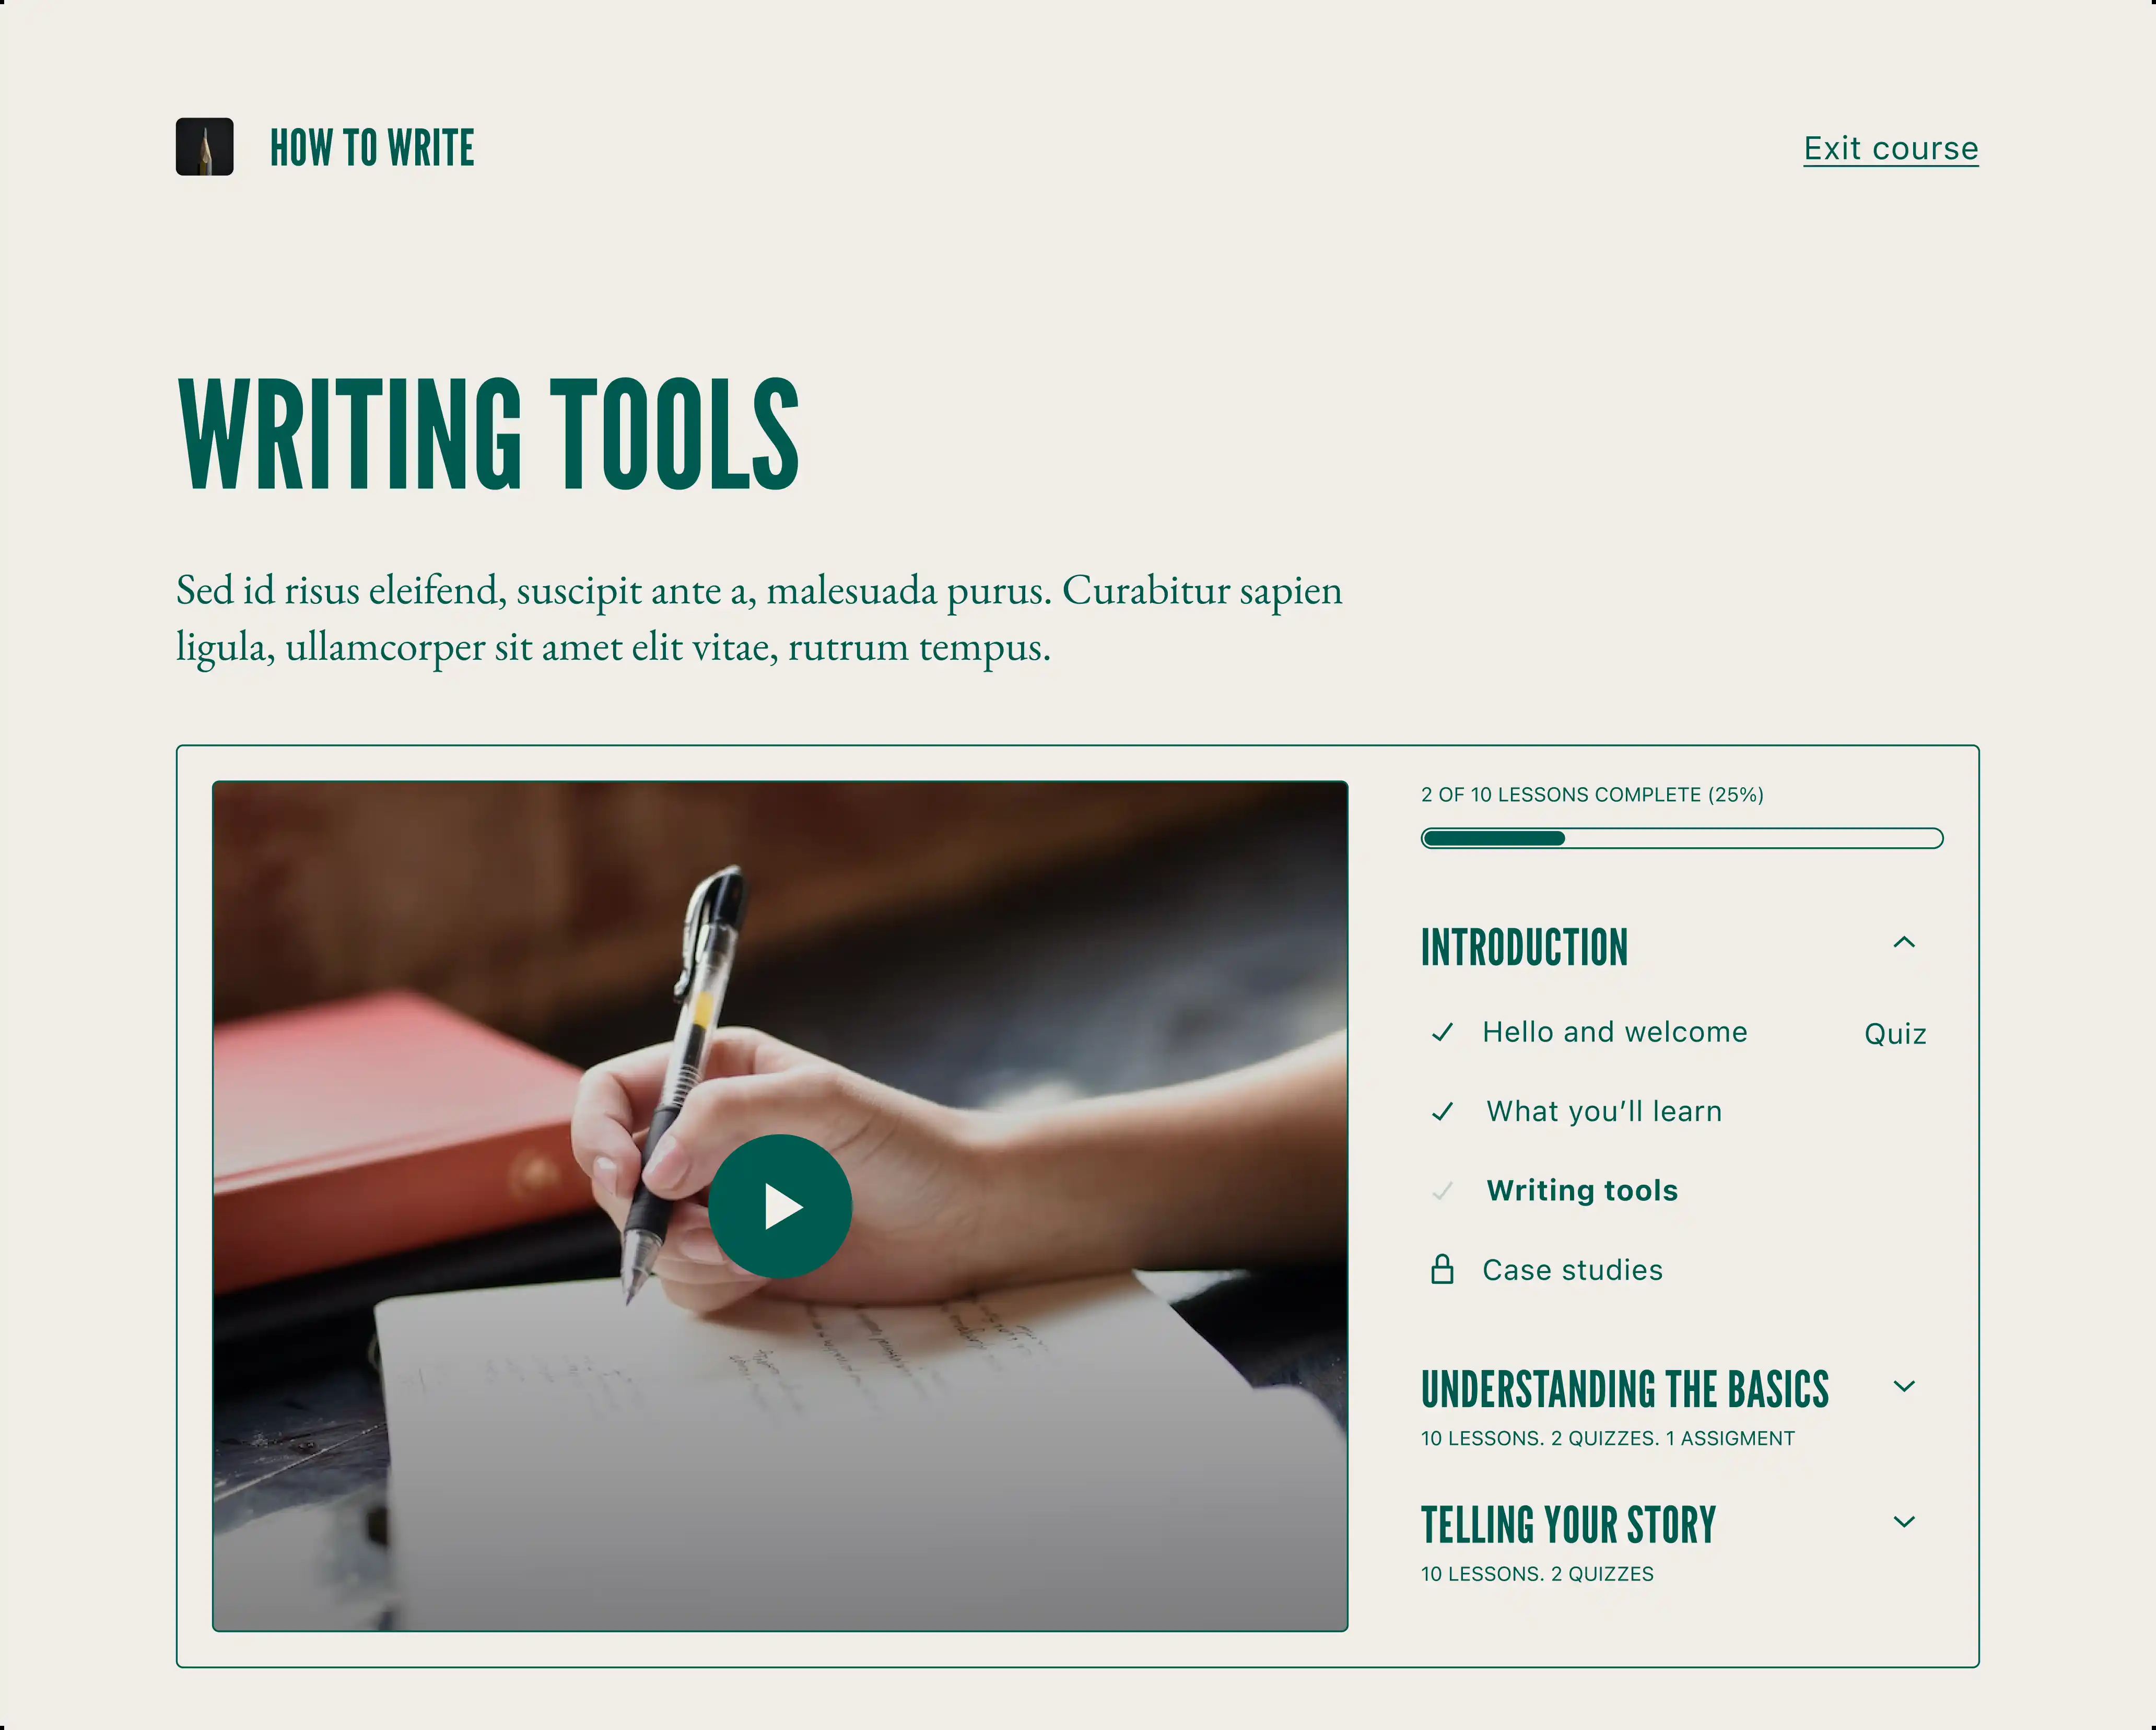 HOW TO WRITE
Exit course
WRITING TOOLS
Sed id risus eleifend, suscipit ante a, malesuada purus. Curabitur sapien
ligula, ullamcorper sit amet elit vitae, rutrum tempus.
2 OF 10 LESSONS COMPLETE (25%)
INTRODUCTION
Hello and welcome Quiz
What you’ll learn
Writing tools
Case studies
UNDERSTANDING THE BASICS
10 LESSONS. 2 QUIZZES. 1 ASSIGMENT
TELLING YOUR STORY
10 LESSONS. 2 QUIZZES